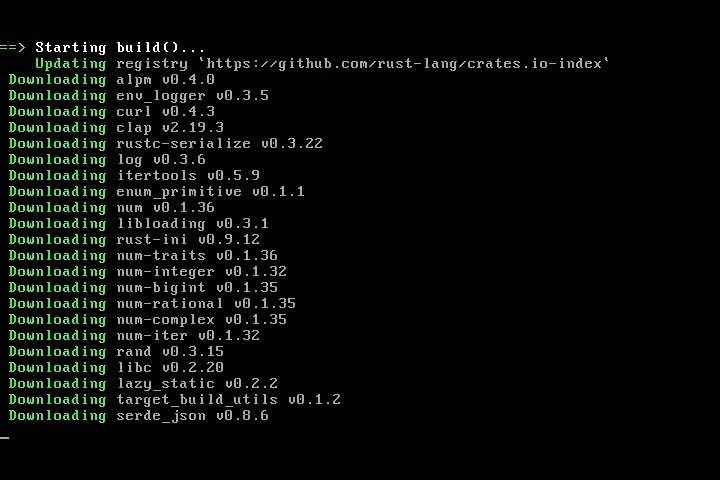 ==> Starting build()...
Updating registry `https://github.com/rust-lang/crates.io-index`
Downloading alpm v0.4.0
Downloading env_logger v0.3.5
Downloading curl v0.4.3
Downloading clap v2.19.3
Downloading rustc-serialize v0.3.22
Downloading log v0.3.6
Downloading itertools v0.5.9
Downloading enum_primitive v0.1.1
Downloading num v0.1.36
Downloading libloading v0.3.1
Downloading rust-ini v0.9.12
Downloading num-traits v0.1.36
Downloading num-integer v0.1.32
Downloading num-bigint v0.1.35
Downloading num-rational v0.1.35
Downloading num-complex v0.1.35
Downloading num-iter v0.1.32
Downloading rand v0.3.15
Downloading libc v0.2.20
Downloading lazy_static v0.2.2
Downloading target_build_utils v0.1.2
Downloading serde_json v0.8.6